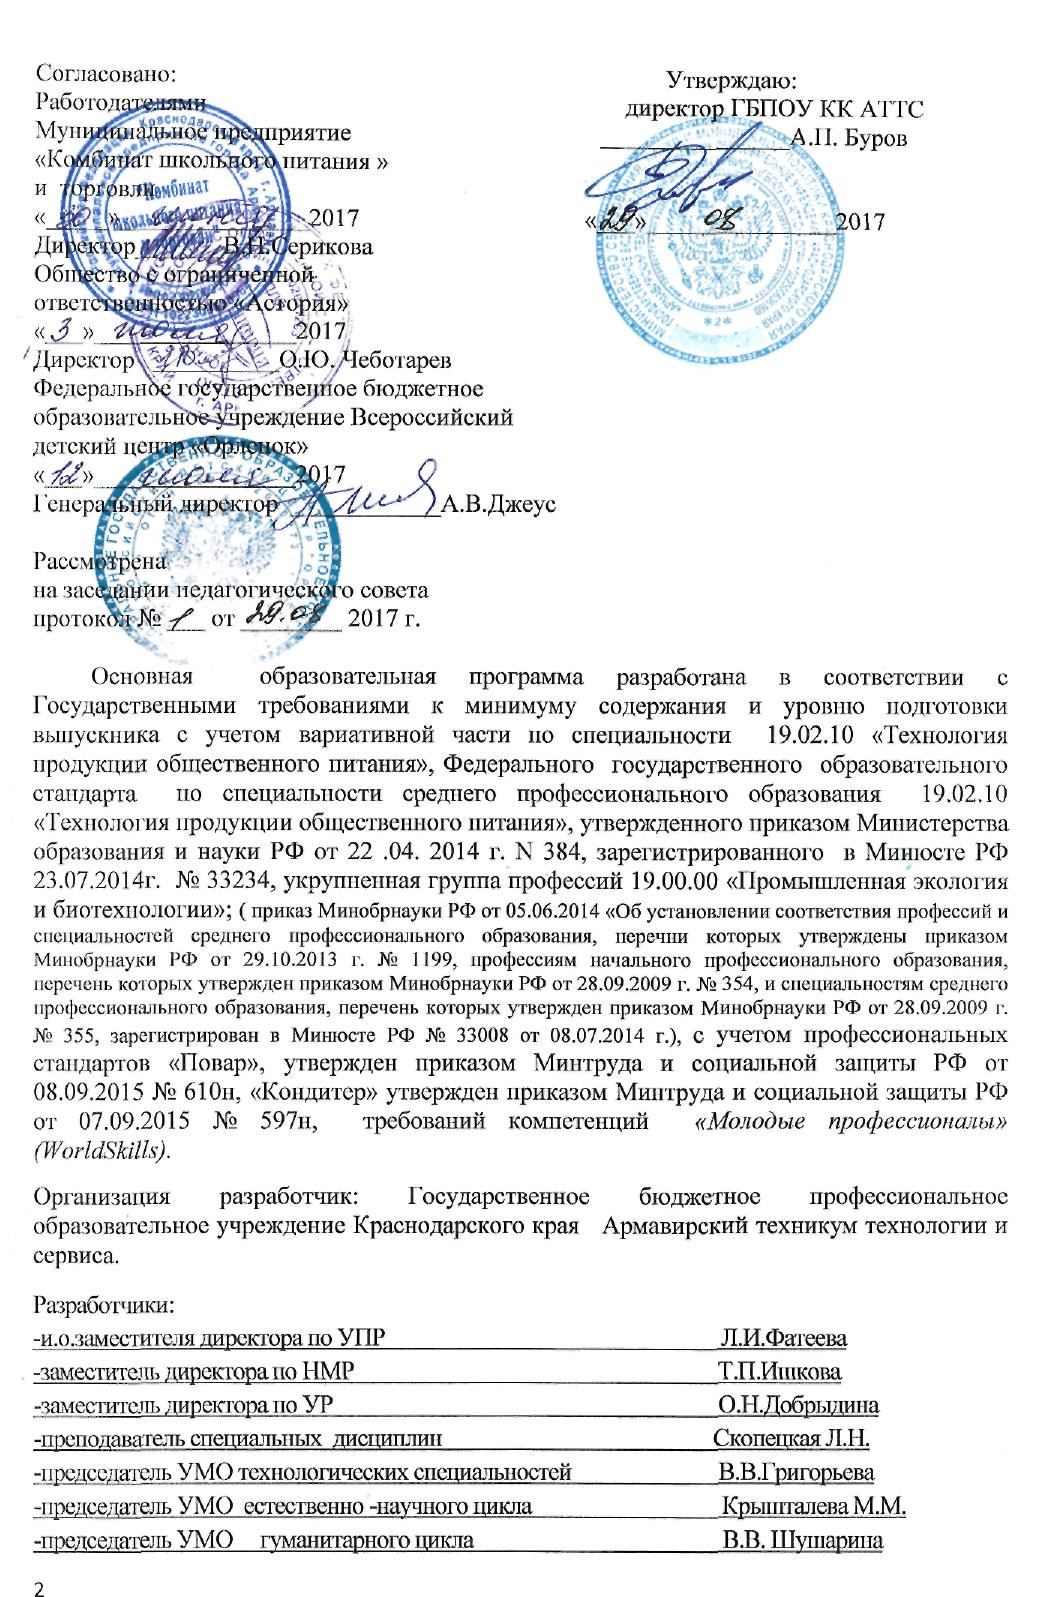 Согласовано:
Работодателями
Муниципальное предприятие
«Комбинат школьного питания »
и торговли
«30» 2017
Директор В.Н.Серикова
Общество с ограниченной
ответственностью «Астория»
«3» июля 2017
Директор О.Ю. Чеботарев
Федеральное государственное бюджетное
образовательное учреждение Всероссийский
детский центр «Орленок»
«12» июля 2017
Генеральный директор А.В.Джеус
Утверждаю:
директор ГБПОУ КК АТТС
А.П. Буров
«29» 08 2017
Рассмотрена
на заседании педагогического совета
протокол № 1 от 29.08 2017 г.
Основная образовательная программа разработана в соответствии с
Государственными требованиями к минимуму содержания и уровню подготовки
выпускника с учетом вариативной части по специальности 19.02.10 «Технология
продукции общественного питания», Федерального государственного образовательного
стандарта по специальности среднего профессионального образования 19.02.10
«Технология продукции общественного питания», утвержденного приказом Министерства
образования и науки РФ от 22 .04. 2014 г. N 384, зарегистрированного в Минюсте РФ
23.07.2014г. № 33234, укрупненная группа профессий 19.00.00 «Промышленная экология
и биотехнологии»; ( приказ Минобрнауки РФ от 05.06.2014 «Об установлении соответствия профессий и
специальностей среднего профессионального образования, перечни которых утверждены приказом
Минобрнауки РФ от 29.10.2013 г. № 1199, профессиям начального профессионального образования,
перечень которых утвержден приказом Минобрнауки РФ от 28.09.2009 г. № 354, и специальностям среднего
профессионального образования, перечень которых утвержден приказом Минобрнауки РФ от 28.09.2009 г.
№ 355, зарегистрирован в Минюсте РФ № 33008 от 08.07.2014 г.), с учетом профессиональных
стандартов «Повар», утвержден приказом Минтруда и социальной защиты РФ от
08.09.2015 № 610н, «Кондитер» утвержден приказом Минтруда и социальной защиты РФ
от 07.09.2015 № 597н, требований компетенций «Молодые профессионалы»
(WorldSkills).
Организация разработчик: Государственное бюджетное профессиональное
образовательное учреждение Краснодарского края Армавирский техникум технологии и
сервиса.
Разработчики:
-и.о.заместителя директора по УПР Л.И.Фатеева
-заместитель директора по НМР Т.П.Ишкова
-заместитель директора по УР О.Н.Добрыдина
-преподаватель специальных дисциплин Скопецкая Л.Н.
-председатель УМО технологических специальностей В.В.Григорьева
-председатель УМО естественно -научного цикла Крышталева М.М.
-председатель УМО гуманитарного цикла В.В. Шушарина
2